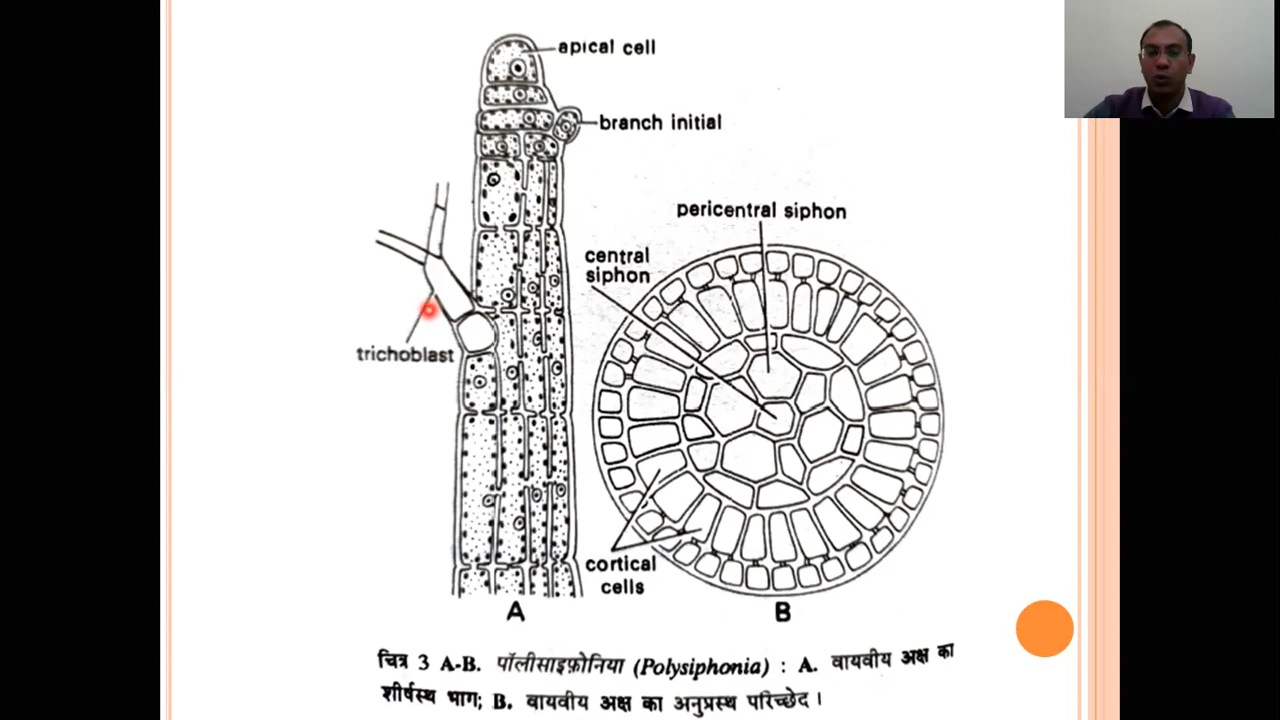 apical cell
branch initial
pericentral siphon
central
siphon
trichoblast
cortical
cells
A
B
चित्र 3 A-B. पॉलीसाइफ़ोनिया (Polysiphonia) : A. वायवीय अक्ष का
शीर्षस्थ भाग; B. वायवीय अक्ष का अनुप्रस्थ परिच्छेद।